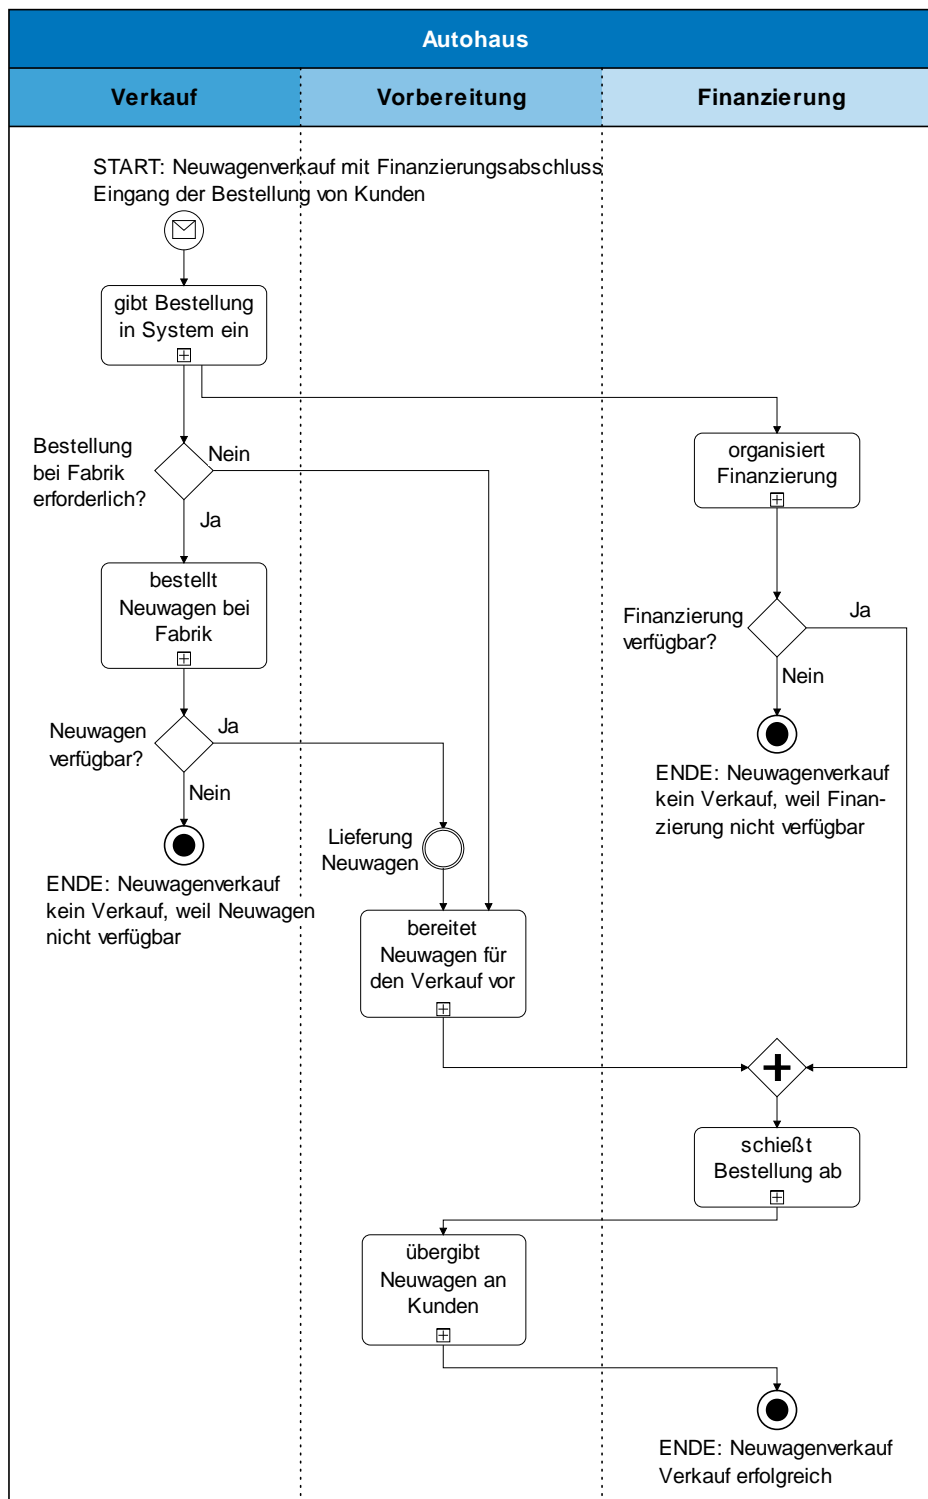 Autohaus
Verkauf
Vorbereitung
Finanzierung
START: Neuwagenverkauf mit Finanzierungsabschluss
Eingang der Bestellung von Kunden
gibt Bestellung
in System ein
Bestellung
bei Fabrik
erforderlich?
Nein
Ja
organisiert
Finanzierung
bestellt
Neuwagen bei
Fabrik
Finanzierung
verfügbar?
Ja
Nein
Neuwagen
verfügbar?
Ja
Nein
ENDE: Neuwagenverkauf
kein Verkauf, weil Finan-
zierung nicht verfügbar
Lieferung
Neuwagen
ENDE: Neuwagenverkauf
kein Verkauf, weil Neuwagen
nicht verfügbar
bereitet
Neuwagen für
den Verkauf vor
schießt
Bestellung ab
übergibt
Neuwagen an
Kunden
ENDE: Neuwagenverkauf
Verkauf erfolgreich